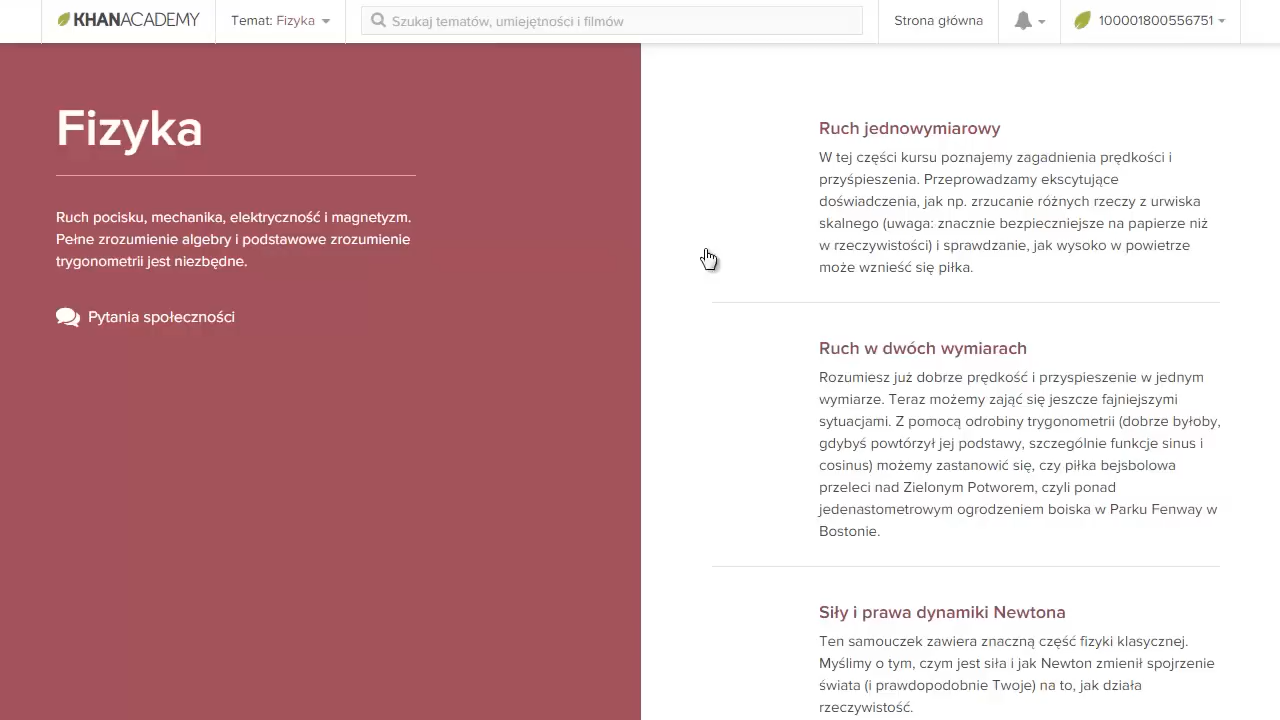 KHANACADEMY
Temat: Fizyka
Szukaj tematów, umiejętności i filmów
Strona główna
100001800556751
Fizyka
Ruch pocisku, mechanika, elektryczność i magnetyzm.
Pełne zrozumienie algebry i podstawowe zrozumienie
trygonometrii jest niezbędne.
Pytania społeczności
Ruch jednowymiarowy
W tej części kursu poznajemy zagadnienia prędkości i
przyśpieszenia. Przeprowadzamy ekscytujące
doświadczenia, jak np. zrzucanie różnych rzeczy z urwiska
skalnego (uwaga: znacznie bezpieczniejsze na papierze niż
w rzeczywistości) i sprawdzanie, jak wysoko w powietrze
może wznieść się piłka.
Ruch w dwóch wymiarach
Rozumiesz już dobrze prędkość i przyspieszenie w jednym
wymiarze. Teraz możemy zająć się jeszcze fajniejszymi
sytuacjami. Z pomocą odrobiny trygonometrii (dobrze byłoby,
gdybyś powtórzył jej podstawy, szczególnie funkcje sinus i
cosinus) możemy zastanowić się, czy piłka bejsbolowa
przeleci nad Zielonym Potworem, czyli ponad
jedenastometrowym ogrodzeniem boiska w Parku Fenway w
Bostonie.
Siły i prawa dynamiki Newtona
Ten samouczek zawiera znaczną część fizyki klasycznej.
Myślimy o tym, czym jest siła i jak Newton zmienił spojrzenie
świata (i prawdopodobnie Twoje) na to, jak działa
rzeczywistość.